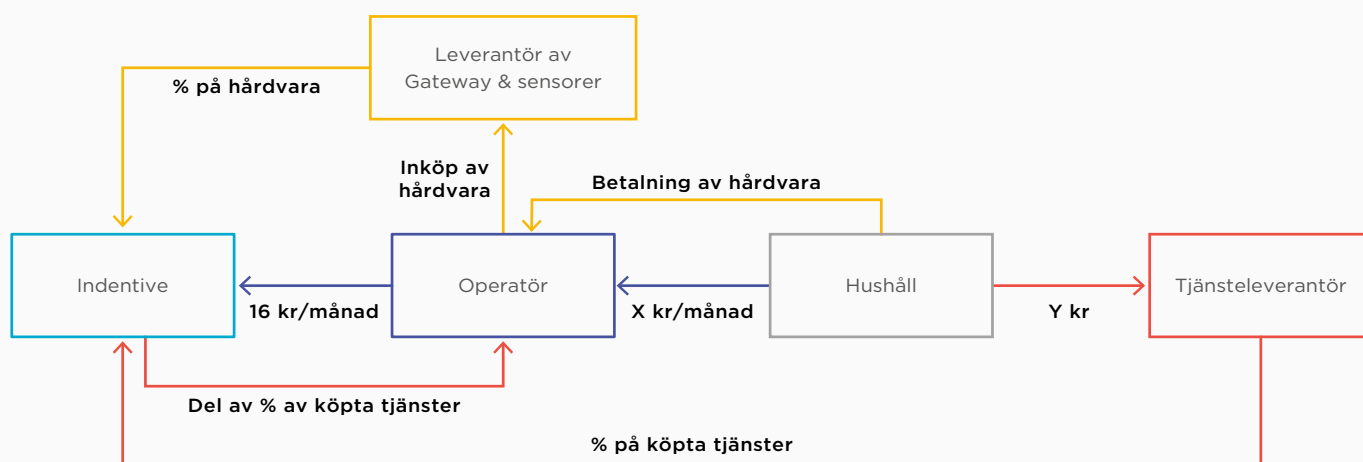 Leverantör av
Gateway & sensorer
% på hårdvara
Inköp av
hårdvara
Betalning av hårdvara
Indentive
Operatör
Hushåll
Tjänsteleverantör
16 kr/månad
X kr/månad
Y kr
Del av % av köpta tjänster
% på köpta tjänster